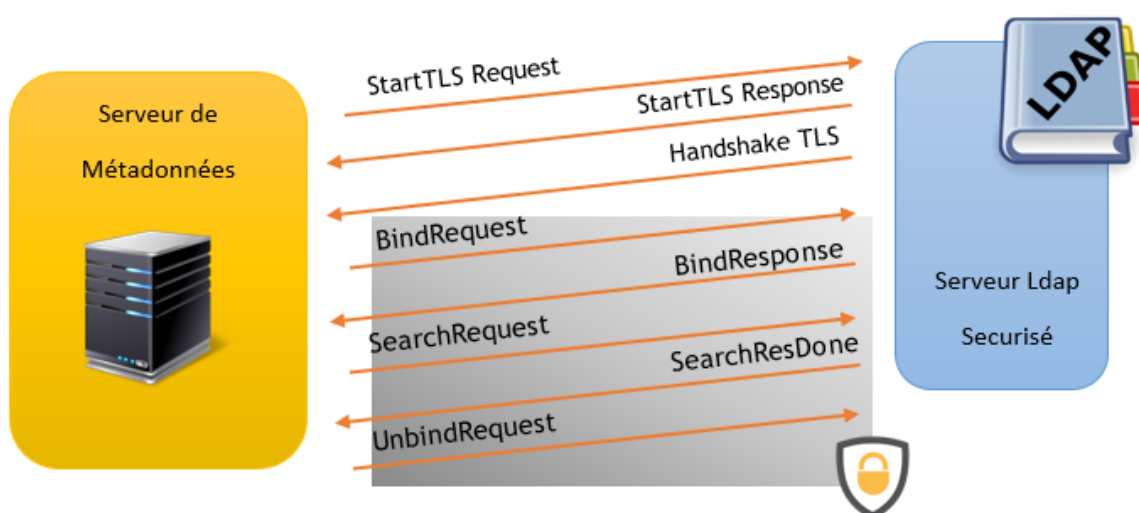 Serveur de
Métadonnées
StartTLS Request
StartTLS Response
Handshake TLS
BindRequest
BindResponse
SearchRequest
SearchResDone
UnbindRequest
LDAP
Serveur Ldap
Securisé